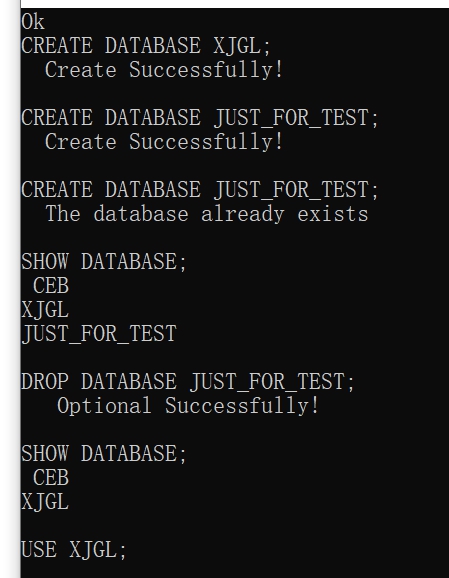 Ok
CREATE DATABASE XJGL;
Create Successfully!
CREATE DATABASE JUST_FOR_TEST;
Create Successfully!
CREATE DATABASE JUST_FOR_TEST;
The database already exists
SHOW DATABASE;
CEB
XJGL
JUST_FOR_TEST
DROP DATABASE JUST_FOR_TEST;
Optional Successfully!
SHOW DATABASE;
CEB
XJGL
USE XJGL;